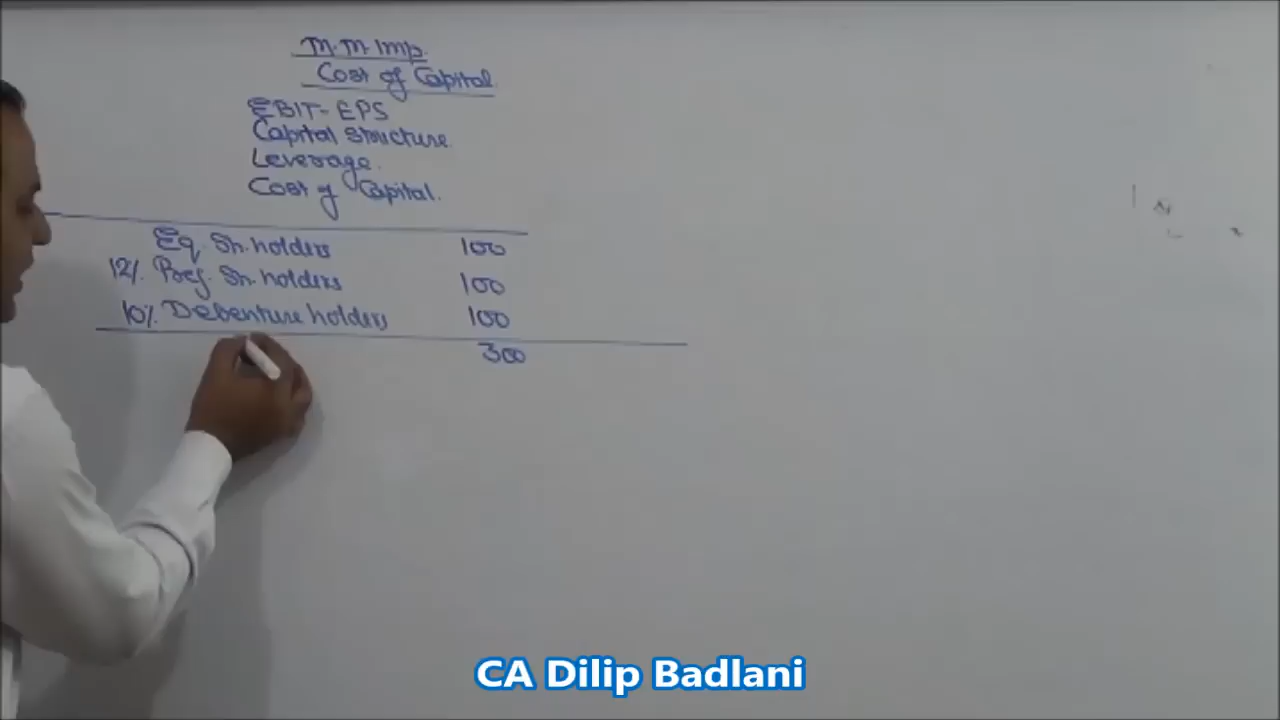 M.M. Imp.
Cost of Capital
EBIT-EPS
Capital Structure.
Leverage.
Cost of Capital.
Eq. Sh. holders 100
12% Pref. Sh. holders 100
10% Debenture holders 100
300
CA Dilip Badlani